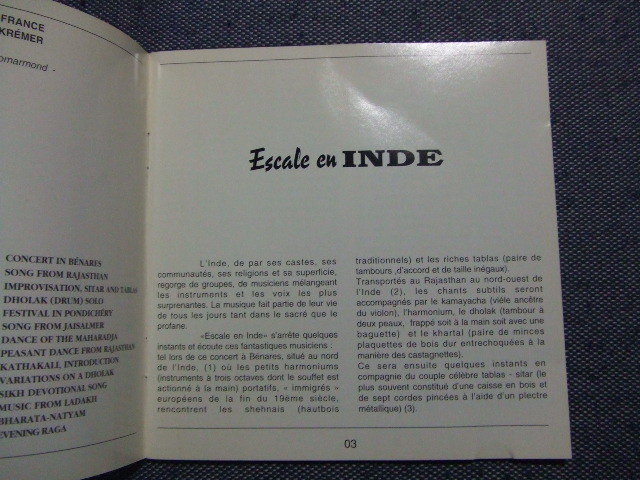 FRANCE
KRÉMER
CONCERT IN BÉNARES
SONG FROM RAJASTHAN
IMPROVISATION, SITAR AND TABLAS
DHOLAK (DRUM) SOLO
FESTIVAL IN PONDICHÉRY
SONG FROM JAISALMER
DANCE OF THE MAHARADJA
PEASANT DANCE FROM RAJASTHAN
KATHAKALL INTRODUCTION
VARIATIONS ON A DHOLAK
SIKH DEVOTIONAL SONG
MUSIC FROM LADAKH
BHARATA-NATYAM
EVENING RAGA
Escale en INDE
L'Inde, de par ses castes, ses
communautés, ses religions et sa superficie,
regorge de groupes, de musiciens mélangeant
les instruments et les voix les plus
surprenantes. La musique fait partie de leur vie
de tous les jours tant dans le sacré que le
profane.
«Escale en Inde» s'arrête quelques
instants et écoute ces fantastiques musiciens :
tel lors de ce concert à Bénares, situé au nord
de l'Inde, (1) où les petits harmoniums
(instruments à trois octaves dont le soufflet est
actionné à la main) portatifs, « immigrés »
européens de la fin du 19ème siècle,
rencontrent les shehnais (hautbois
traditionnels) et les riches tablas (paire de
tambours ,d'accord et de taille inégaux).
Transportés au Rajasthan au nord-ouest de
l'Inde (2), les chants subtils seront
accompagnés par le kamayacha (vièle ancêtre
du violon), l'harmonium, le dholak (tambour à
deux peaux, frappé soit à la main soit avec une
baguette) et le khartal (paire de minces
plaquettes de bois dur entrechoquées à la
manière des castagnettes).
Ce sera ensuite quelques instants en
compagnie du couple célèbre tablas - sitar (le
plus souvent constitué d'une caisse en bois et
de sept cordes pincées à l'aide d'un plectre
métallique) (3).
03